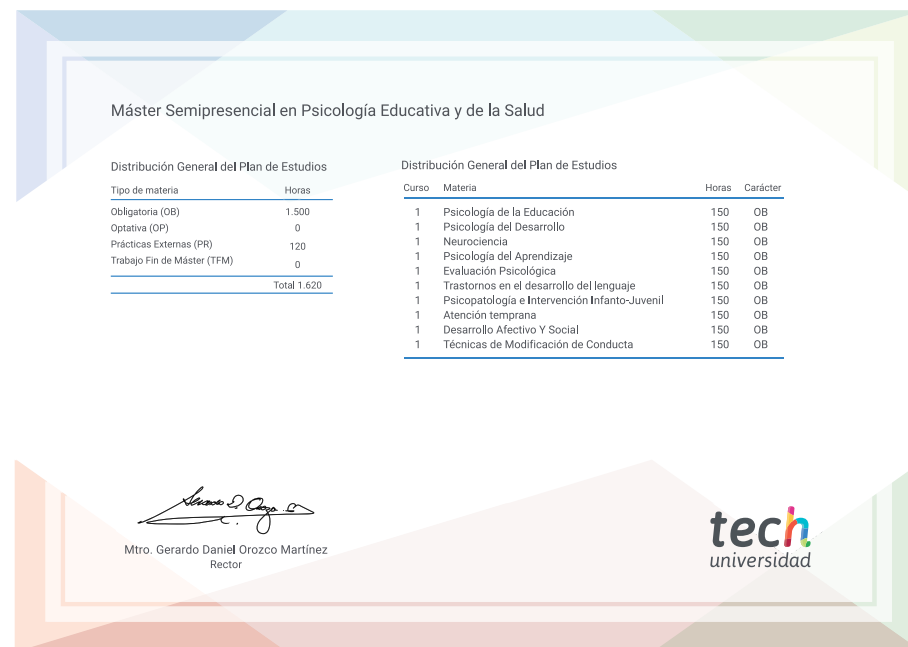 Máster Semipresencial en Psicología Educativa y de la Salud
Distribución General del Plan de Estudios
Tipo de materia Horas
Obligatoria (OB) 1.500
Optativa (OP) 0
Prácticas Externas (PR) 120
Trabajo Fin de Máster (TFM) 0
Total 1.620
Distribución General del Plan de Estudios
Curso Materia Horas Carácter
1 Psicología de la Educación 150 OB
1 Psicología del Desarrollo 150 OB
1 Neurociencia 150 OB
1 Psicología del Aprendizaje 150 OB
1 Evaluación Psicológica 150 OB
1 Trastornos en el desarrollo del lenguaje 150 OB
1 Psicopatología e Intervención Infanto-Juvenil 150 OB
1 Atención temprana 150 OB
1 Desarrollo Afectivo Y Social 150 OB
1 Técnicas de Modificación de Conducta 150 OB
Mtro. Gerardo Daniel Orozco Martínez
Rector
tech
universidad